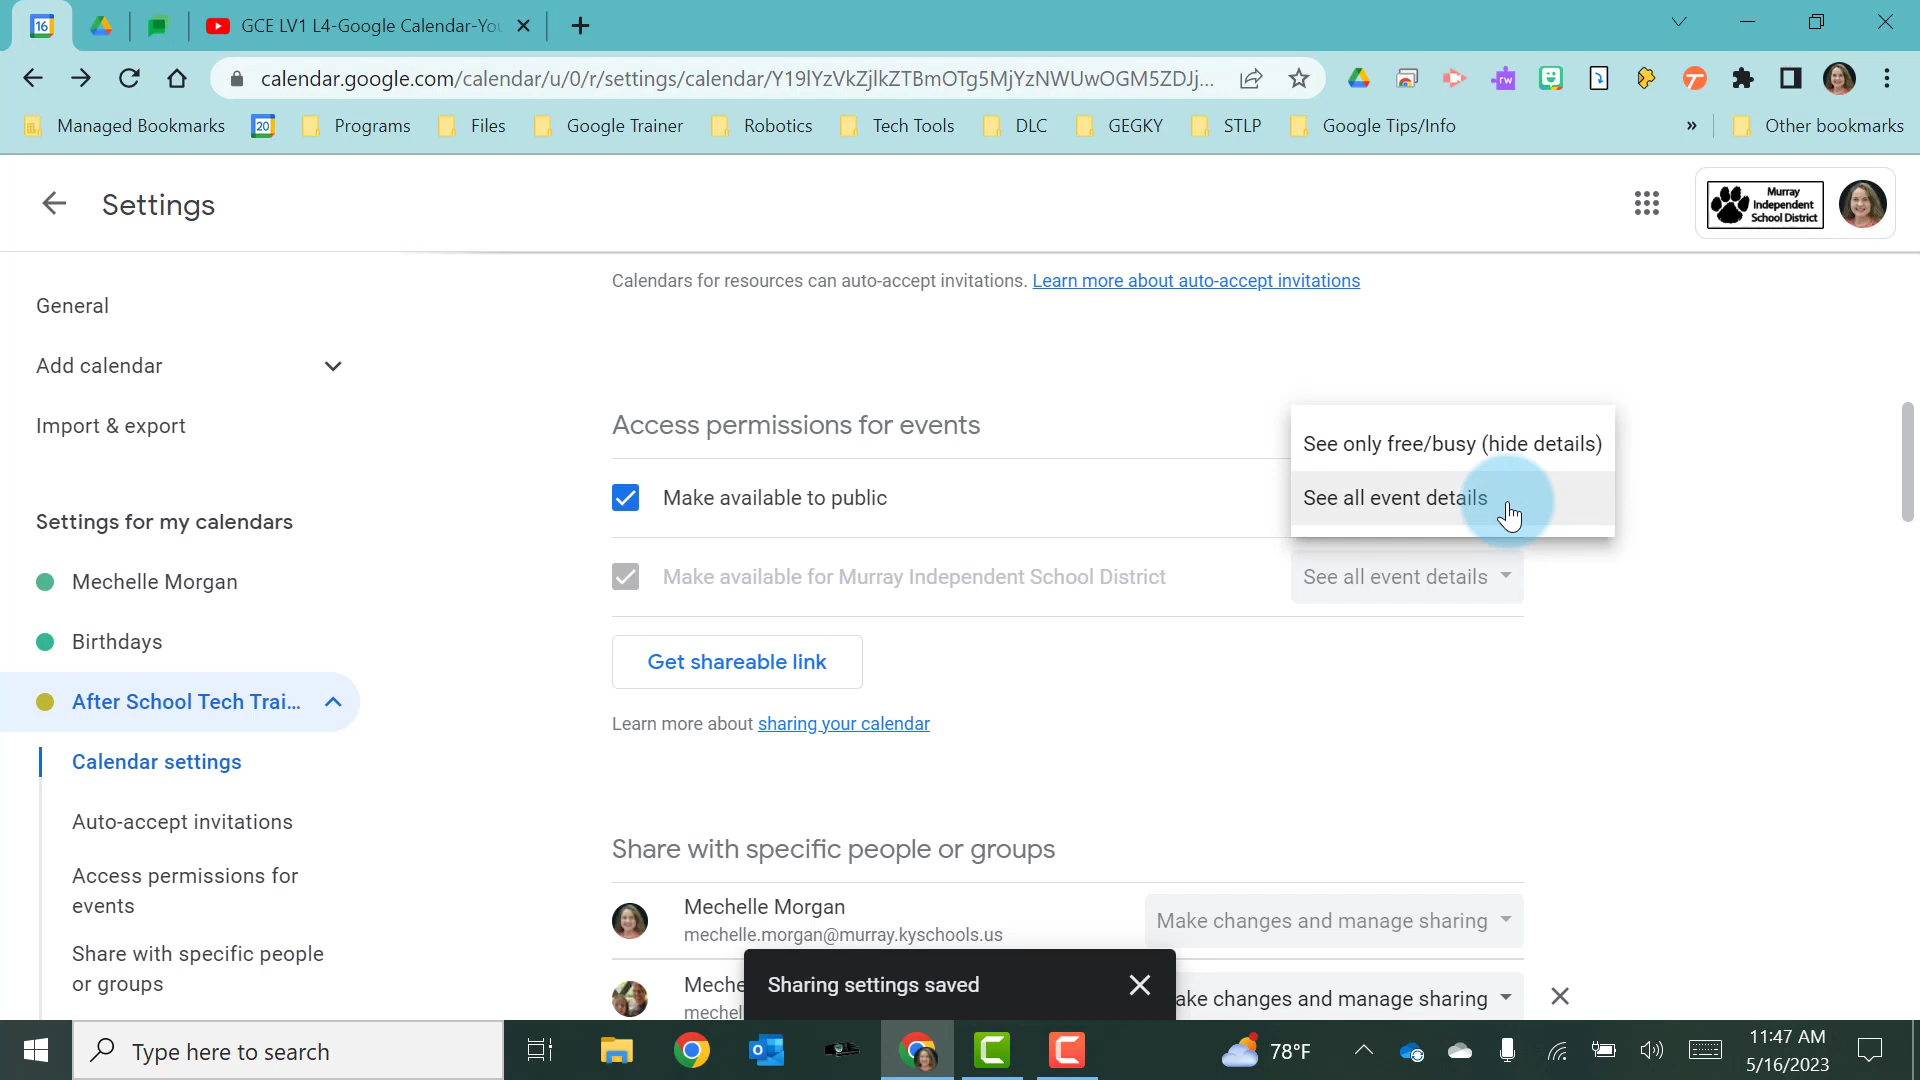 16
GCE LV1 L4-Google Calendar-You
calendar.google.com/calendar/u/0/r/settings/calendar/Y19lYzVkZjlkZTBmOTg5MjYzNWUwOGM5ZDJj...
rw
Managed Bookmarks
20
Programs
Files
Google Trainer
Robotics
Tech Tools
DLC
GEGKY
STLP
Google Tips/Info
»
Other bookmarks
Settings
Murray
Independent
School District
Calendars for resources can auto-accept invitations. Learn more about auto-accept invitations
General
Add calendar
Import & export
Access permissions for events
See only free/busy (hide details)
Make available to public
See all event details
Make available for Murray Independent School District
See all event details
Get shareable link
Learn more about sharing your calendar
Settings for my calendars
Mechelle Morgan
Birthdays
After School Tech Trai...
Calendar settings
Auto-accept invitations
Access permissions for
events
Share with specific people
or groups
Share with specific people or groups
Mechelle Morgan
mechelle.morgan@murray.kyschools.us
Make changes and manage sharing
Meche
mechel
ake changes and manage sharing
Sharing settings saved
Type here to search
78°F
11:47 AM
5/16/2023